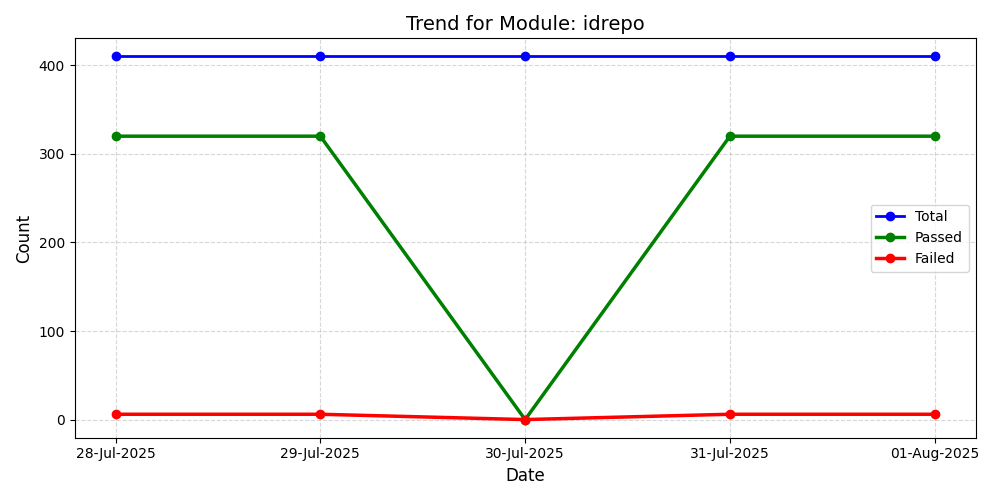 Trend for Module: idrepo
Count
400
300
200
100
0
Total
Passed
Failed
28-Jul-2025
29-Jul-2025
30-Jul-2025
31-Jul-2025
01-Aug-2025
Date